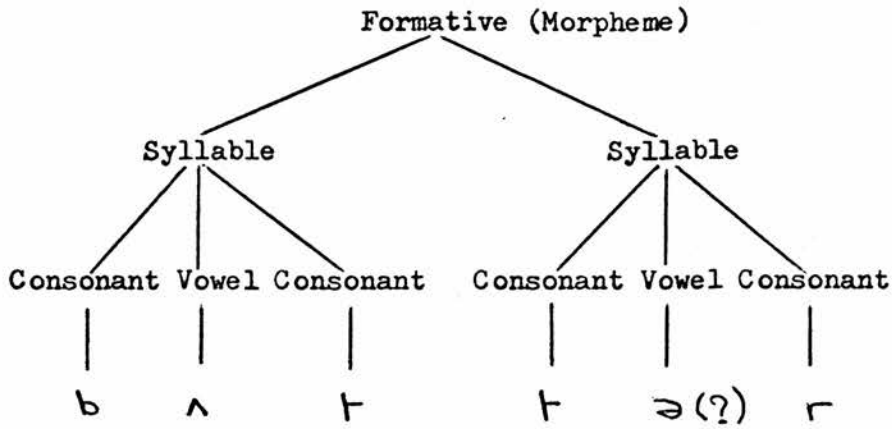 Formative (Morpheme)
Syllable Syllable
Consonant Vowel Consonant Consonant Vowel Consonant
b ʌ t t ə(?) r